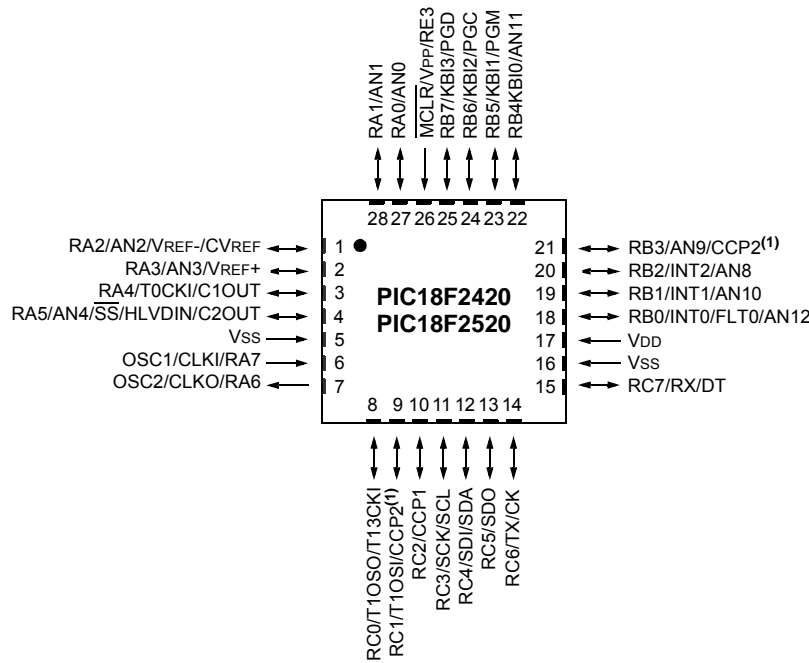 RA1/AN1
RA0/AN0
MCLR/VPP/RE3
RB7/KBI3/PGD
RB6/KBI2/PGC
RB5/KBI1/PGM
RB4KBI0/AN11
28 27 26 25 24 23 22
RA2/AN2/VREF-/CVREF
RA3/AN3/VREF+
RA4/T0CKI/C1OUT
RA5/AN4/SS/HLVDIN/C2OUT
VSS
OSC1/CLKI/RA7
OSC2/CLKO/RA6
1
2
3
4
5
6
7
PIC18F2420
PIC18F2520
21
20
19
18
17
16
15
RB3/AN9/CCP2(1)
RB2/INT2/AN8
RB1/INT1/AN10
RB0/INT0/FLT0/AN12
VDD
VSS
RC7/RX/DT
8 9 10 11 12 13 14
RC0/T1OSO/T13CKI
RC1/T1OSI/CCP2(1)
RC2/CCP1
RC3/SCK/SCL
RC4/SDI/SDA
RC5/SDO
RC6/TX/CK